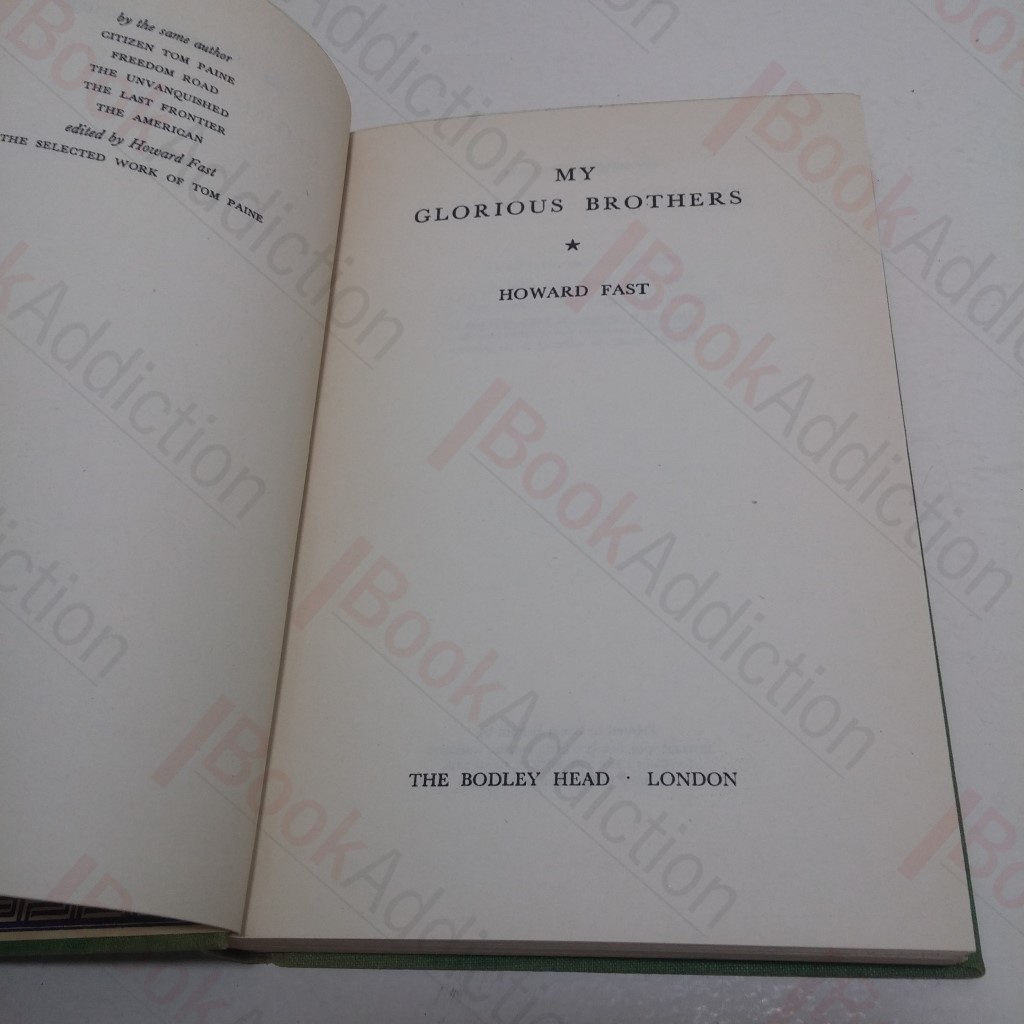 by the same author
CITIZEN TOM PAINE
FREEDOM ROAD
THE UNVANQUISHED
THE LAST FRONTIER
THE AMERICAN
edited by Howard Fast
THE SELECTED WORK OF TOM PAINE
MY
GLORIOUS BROTHERS
★
HOWARD FAST
THE BODLEY HEAD · LONDON
BookAddiction